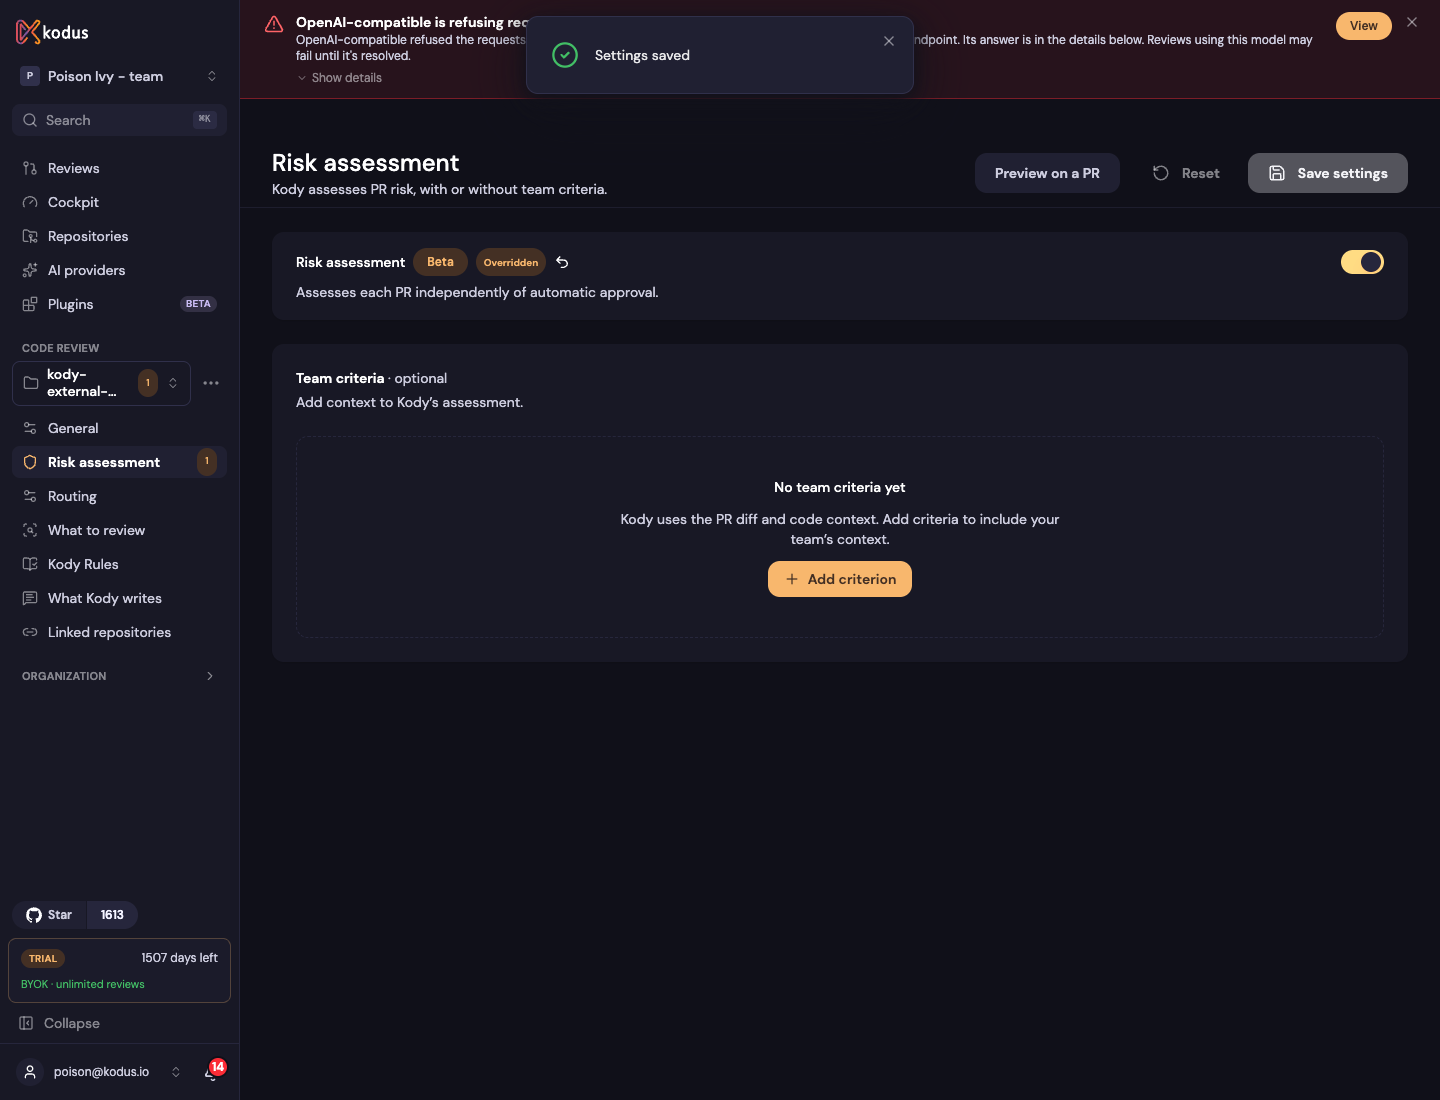 kodus
P Poison Ivy - team
Search ⌘K
Reviews
Cockpit
Repositories
AI providers
Plugins BETA
CODE REVIEW
kody-
external-... 1
General
Risk assessment 1
Routing
What to review
Kody Rules
What Kody writes
Linked repositories
ORGANIZATION
Star 1613
TRIAL 1507 days left
BYOK · unlimited reviews
Collapse
poison@kodus.io 14
OpenAI-compatible is refusing
OpenAI-compatible refused the requests
Its answer is in the details below. Reviews using this model may
fail until it's resolved.
Show details
View
Settings saved
Risk assessment
Kody assesses PR risk, with or without team criteria.
Preview on a PR Reset Save settings
Risk assessment Beta Overridden
Assesses each PR independently of automatic approval.
Team criteria · optional
Add context to Kody’s assessment.
No team criteria yet
Kody uses the PR diff and code context. Add criteria to include your
team’s context.
Add criterion